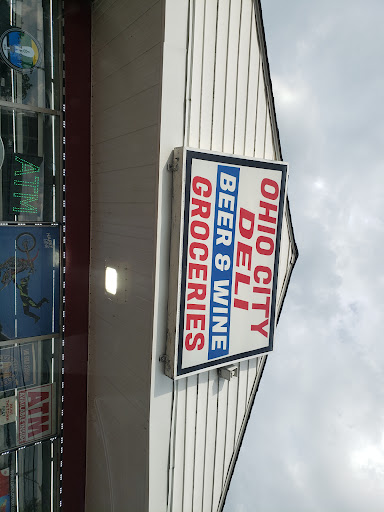 OHIO CITY
DELI
BEER & WINE
GROCERIES
ATM
ATM